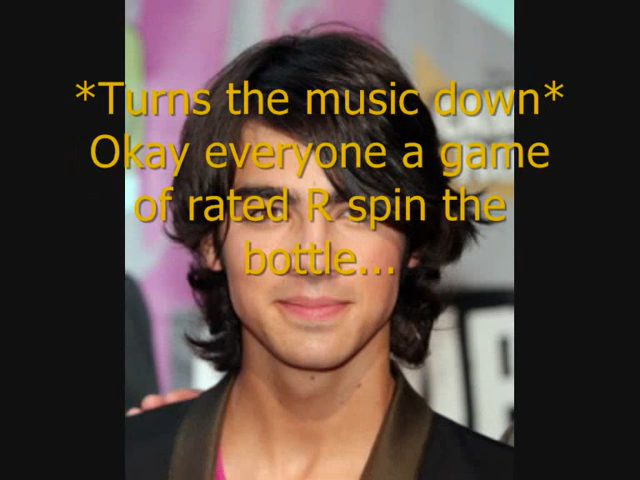 *Turns the music down*
Okay everyone a game
of rated R spin the
bottle...